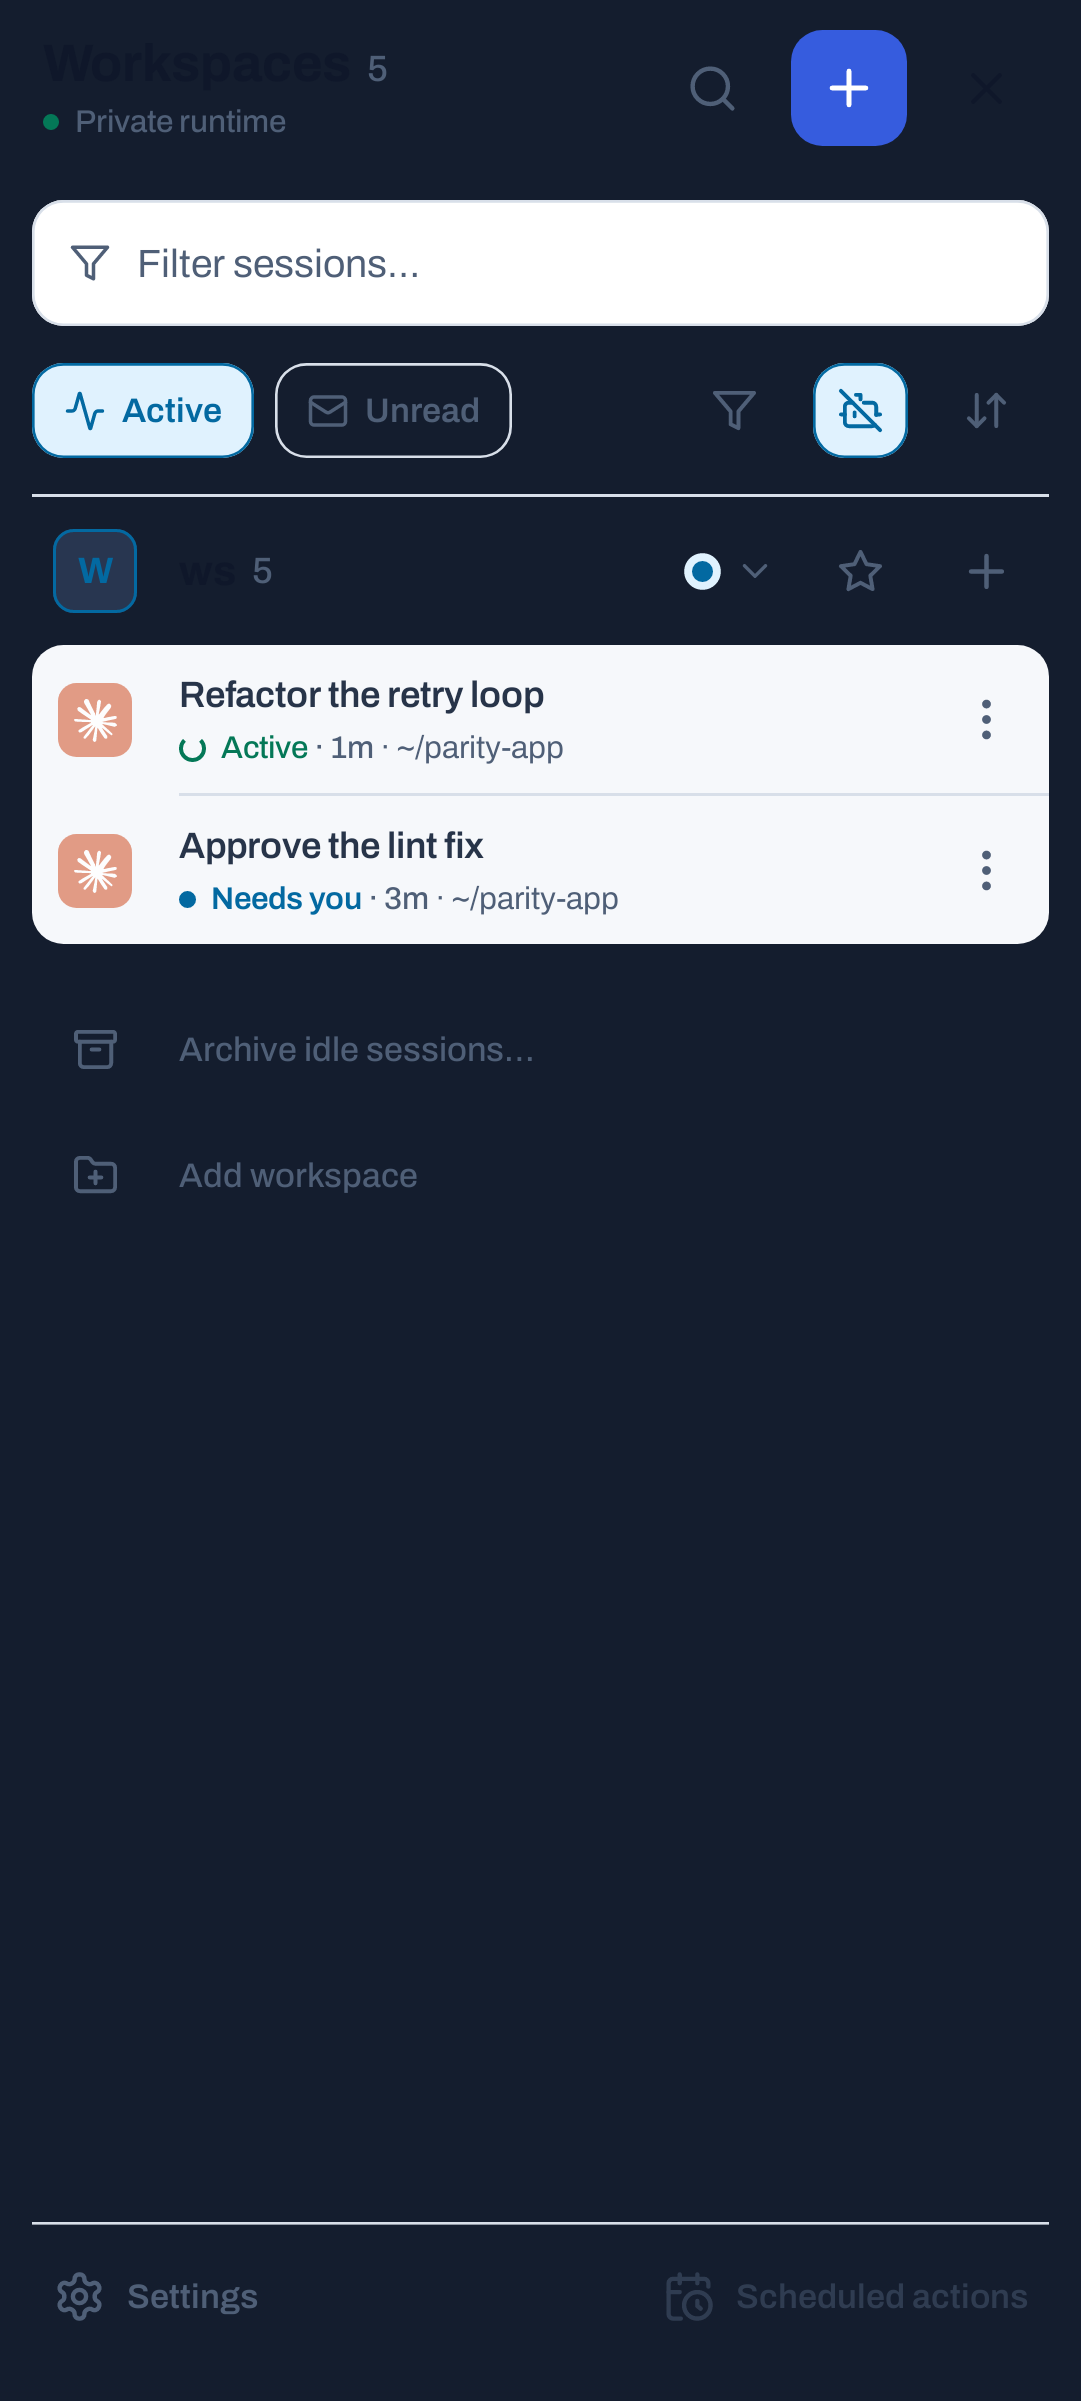 Workspaces 5
Private runtime
Filter sessions...
Active
Unread
W
ws 5
Refactor the retry loop
Active · 1m · ~/parity-app
Approve the lint fix
Needs you · 3m · ~/parity-app
Archive idle sessions...
Add workspace
Settings
Scheduled actions